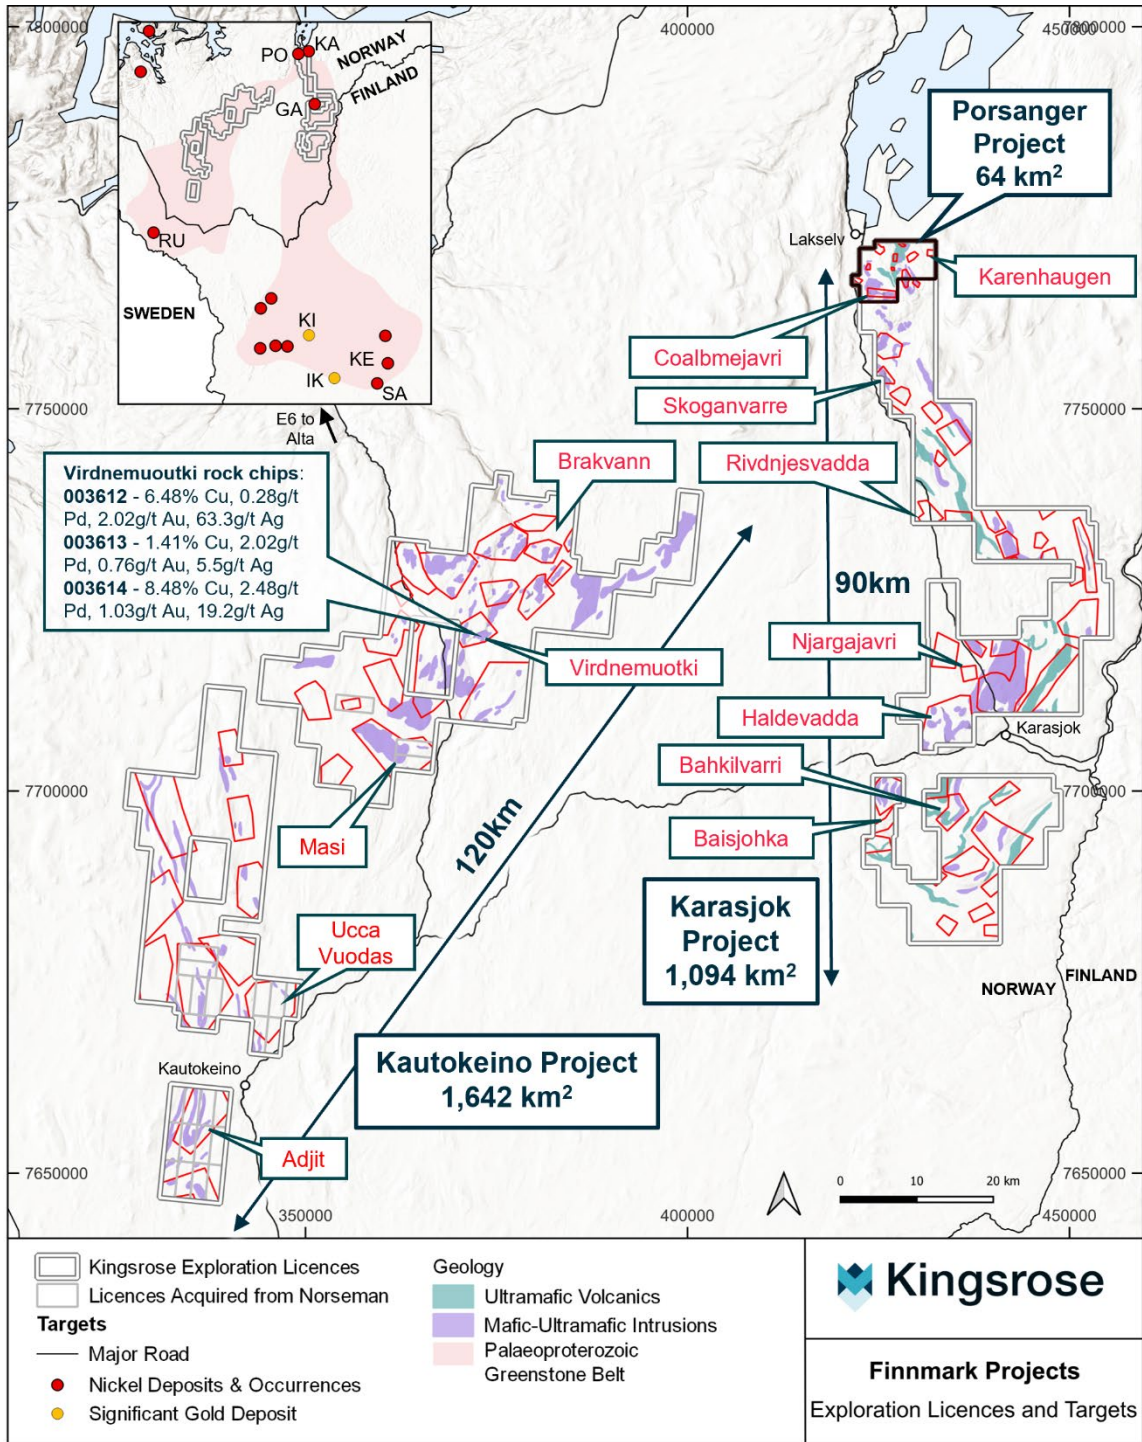 7800000
400000
450000
7800000
PO
KA
NORWAY
FINLAND
GA
RU
SWEDEN
KI
KE
IK
SA
E6 to
Alta
Porsanger
Project
64 km²
Lakselv
Karenhaugen
Coalbmejavri
Skoganvarre
7750000
7750000
Rivdnjesvadda
Brakvann
Virdnemuoutki rock chips:
003612 - 6.48% Cu, 0.28g/t
Pd, 2.02g/t Au, 63.3g/t Ag
003613 - 1.41% Cu, 2.02g/t
Pd, 0.76g/t Au, 5.5g/t Ag
003614 - 8.48% Cu, 2.48g/t
Pd, 1.03g/t Au, 19.2g/t Ag
90km
Njargajavri
Virdnemuotki
Haldevadda
Karasjok
Bahkilvarri
7700000
7700000
Baisjohka
Masi
120km
Karasjok
Project
1,094 km²
Ucca
Vuodas
NORWAY
FINLAND
Kautokeino Project
1,642 km²
Kautokeino
Adjit
7650000
7650000
0
10
20 km
350000
400000
450000
Kingsrose Exploration Licences
Licences Acquired from Norseman
Targets
Major Road
Nickel Deposits & Occurrences
Significant Gold Deposit
Geology
Ultramafic Volcanics
Mafic-Ultramafic Intrusions
Palaeoproterozoic
Greenstone Belt
Kingsrose
Finnmark Projects
Exploration Licences and Targets